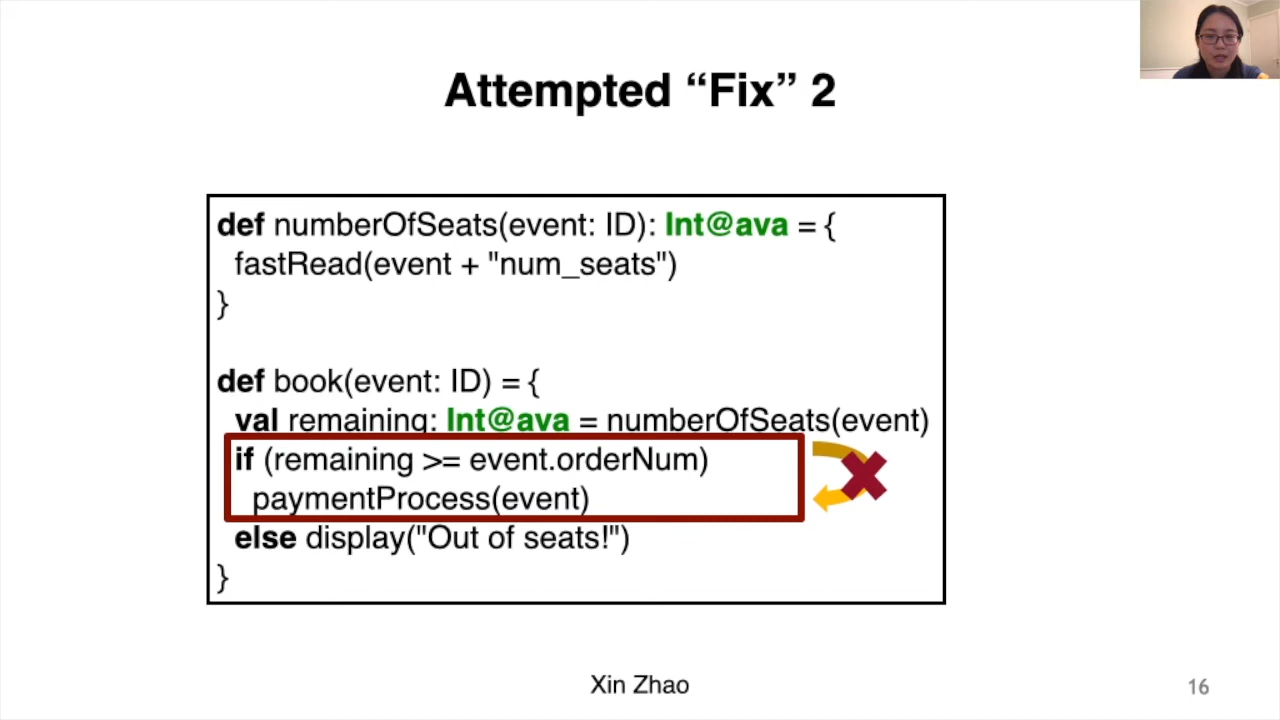 Attempted “Fix” 2
def numberOfSeats(event: ID): Int@ava = {
fastRead(event + "num_seats")
}
def book(event: ID) = {
val remaining: Int@ava = numberOfSeats(event)
if (remaining >= event.orderNum)
paymentProcess(event)
else display("Out of seats!")
}
Xin Zhao
16